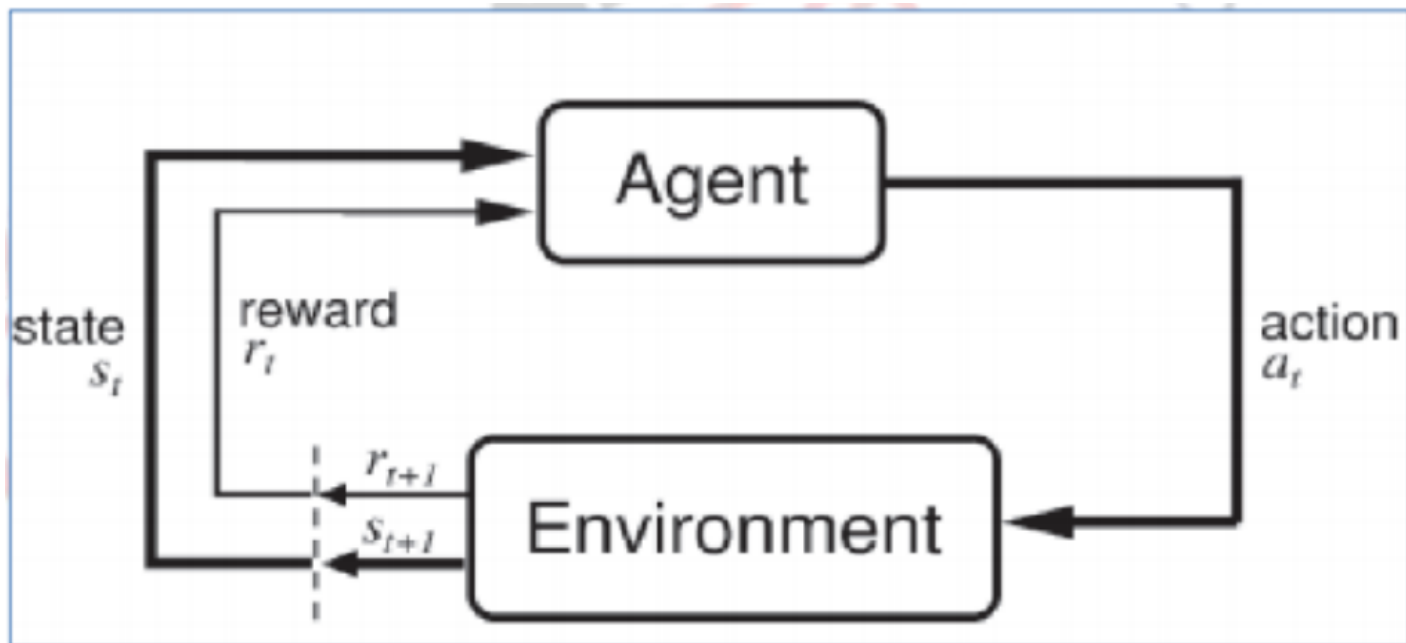 Agent
state
s_t
reward
r_t
action
a_t
r_{t+1}
s_{t+1}
Environment